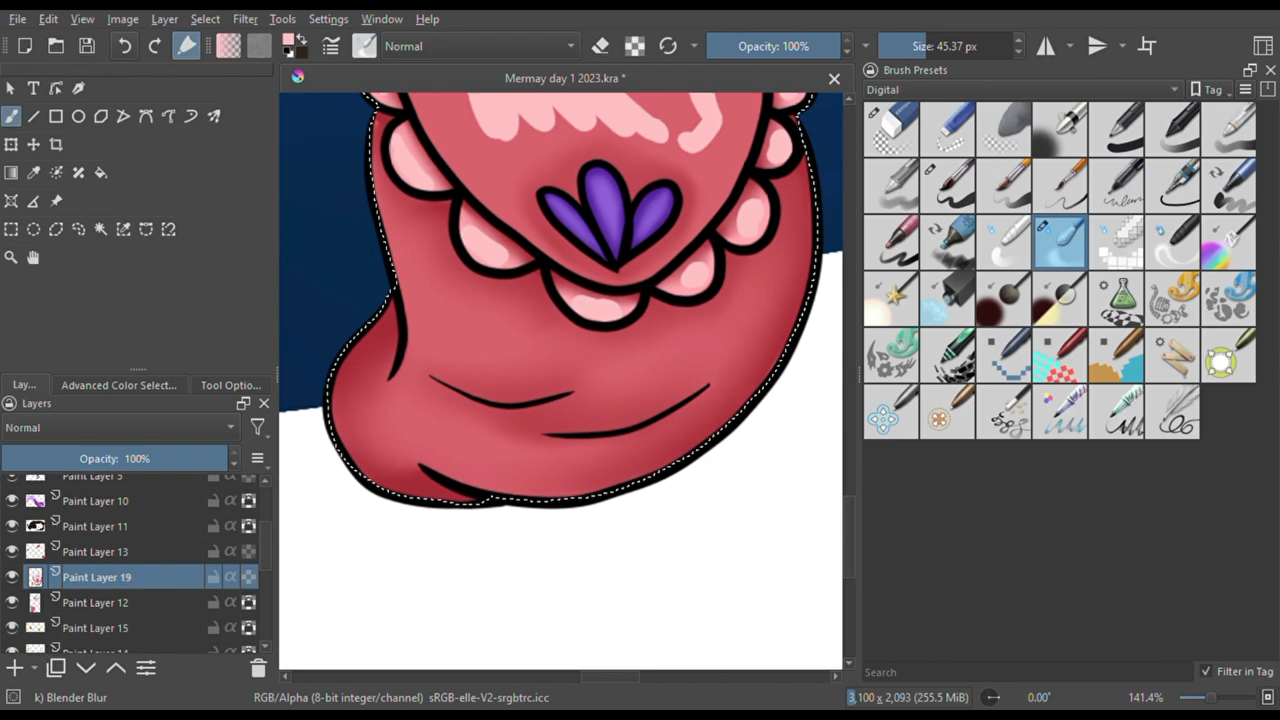 File Edit View Image Layer Select Filter Tools Settings Window Help
Normal Opacity: 100% Size: 45.37 px
Mermay day 1 2023.kra *
Brush Presets
Digital Tag
Lay... Advanced Color Select... Tool Optio...
Layers
Normal
Opacity: 100%
Paint Layer 5
Paint Layer 10
Paint Layer 11
Paint Layer 13
Paint Layer 19
Paint Layer 12
Paint Layer 15
Search Filter in Tag
k) Blender Blur RGB/Alpha (8-bit integer/channel) sRGB-elle-V2-srgbtrc.icc 3,100 x 2,093 (255.5 MiB) 0.00° 141.4%